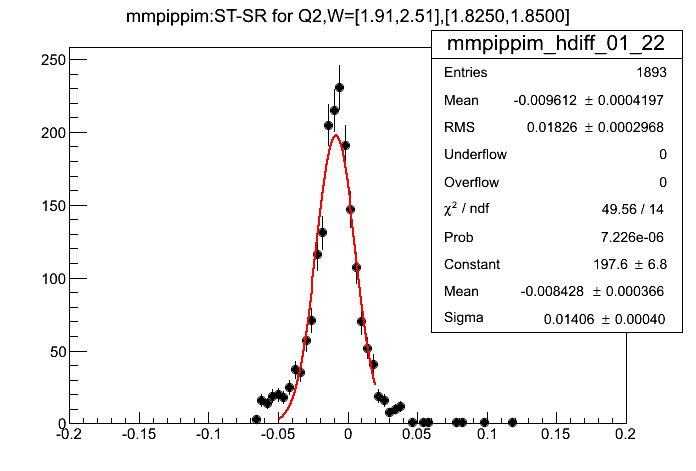 mmpippim:ST-SR for Q2,W=[1.91,2.51],[1.8250,1.8500]
mmpippim_hdiff_01_22
Entries 1893
Mean -0.009612 ± 0.0004197
RMS 0.01826 ± 0.0002968
Underflow 0
Overflow 0
χ² / ndf 49.56 / 14
Prob 7.226e-06
Constant 197.6 ± 6.8
Mean -0.008428 ± 0.000366
Sigma 0.01406 ± 0.00040
250
200
150
100
50
0
-0.2 -0.15 -0.1 -0.05 0 0.05 0.1 0.15 0.2